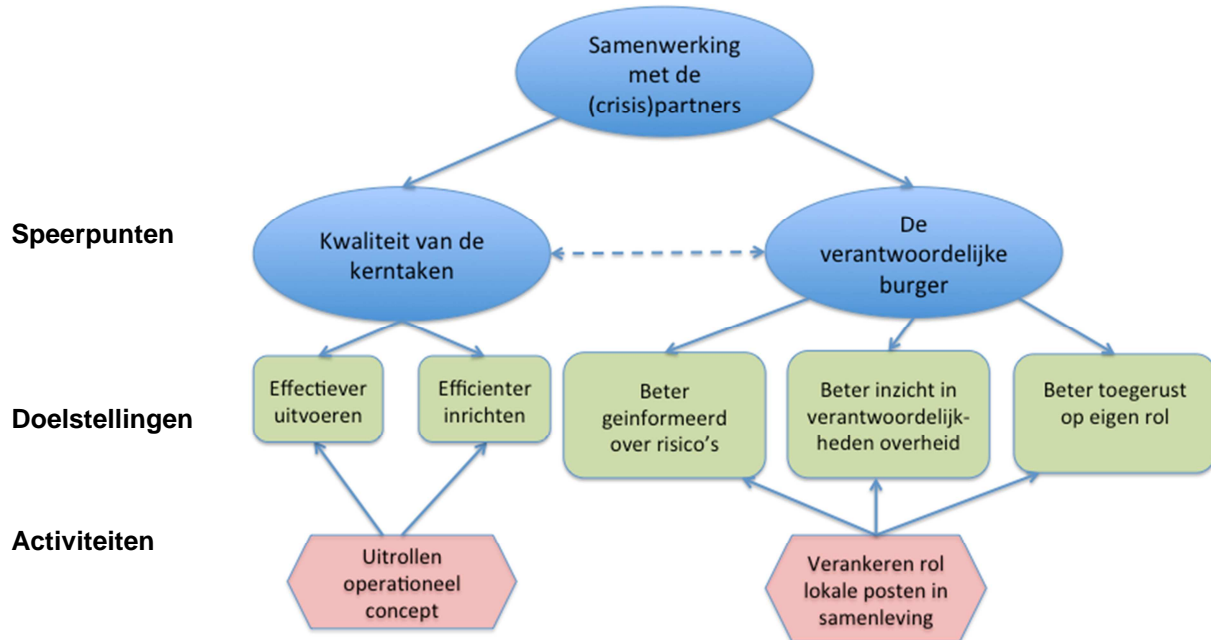 Samenwerking
met de
(crisis)partners
Speerpunten
Kwaliteit van de
kerntaken
De
verantwoordelijke
burger
Doelstellingen
Effectiever
uitvoeren
Efficienter
inrichten
Beter
geinformeerd
over risico's
Beter inzicht in
verantwoordelijk-
heden overheid
Beter toegerust
op eigen rol
Activiteiten
Uitrollen
operationeel
concept
Verankeren rol
lokale posten in
samenleving